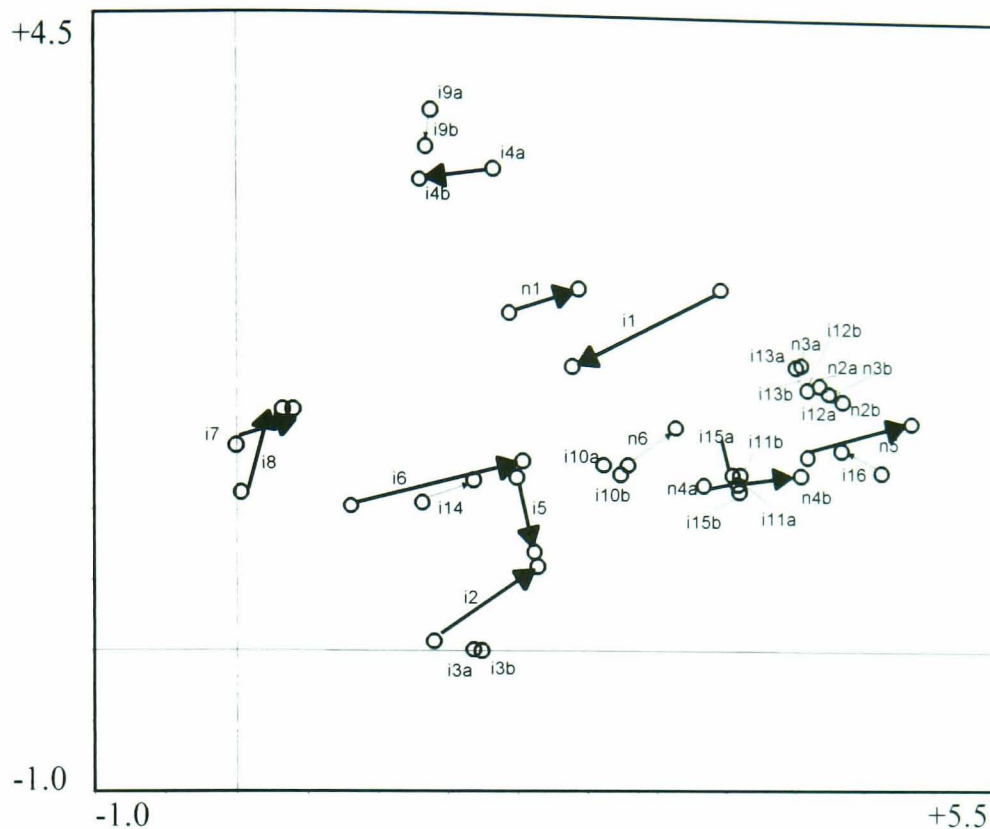 +4.5
i9a
i9b
i4a
i4b
n1
i1
i12b
n3a
i13a
n2a n3b
i13b
i12a
n2b
i7
n6
n5
i8
i6
i10a
i15a
i11b
i10b
n4a
n4b
i16
i14
i5
i15b
i11a
i2
i3a
i3b
-1.0
-1.0
+5.5